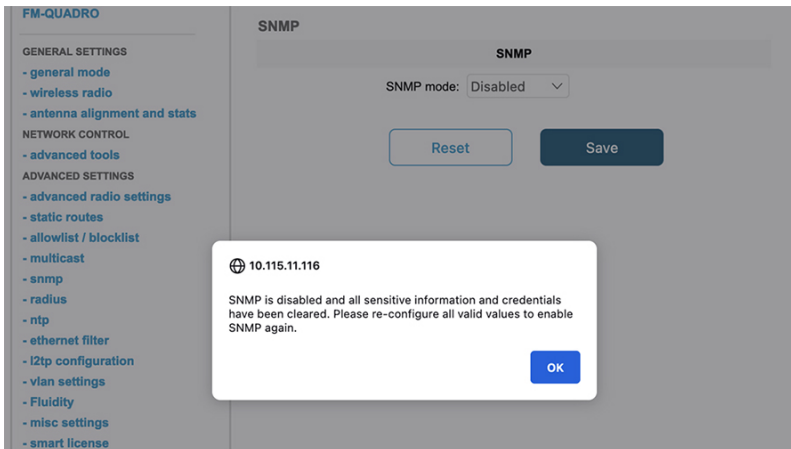 FM-QUADRO
GENERAL SETTINGS
- general mode
- wireless radio
- antenna alignment and stats
NETWORK CONTROL
- advanced tools
ADVANCED SETTINGS
- advanced radio settings
- static routes
- allowlist / blocklist
- multicast
- snmp
- radius
- ntp
- ethernet filter
- l2tp configuration
- vlan settings
- Fluidity
- misc settings
- smart license
SNMP
SNMP
SNMP mode: Disabled
Reset Save
10.115.11.116
SNMP is disabled and all sensitive information and credentials
have been cleared. Please re-configure all valid values to enable
SNMP again.
OK